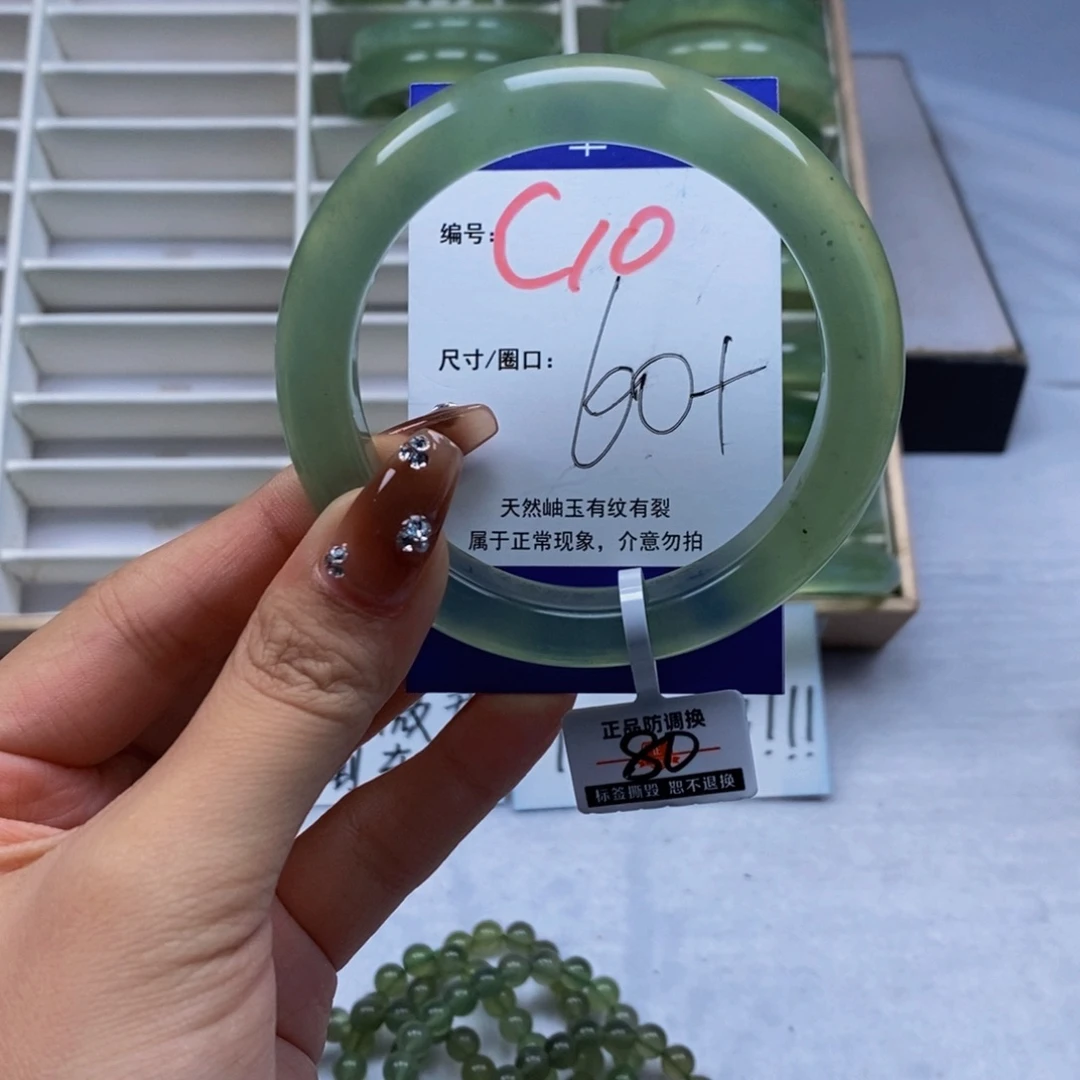 编号：C10
尺寸/圈口：60+
天然岫玉有纹有裂
属于正常现象，介意勿拍
正品防调换
80
标签撕毁 恕不退换
!!!